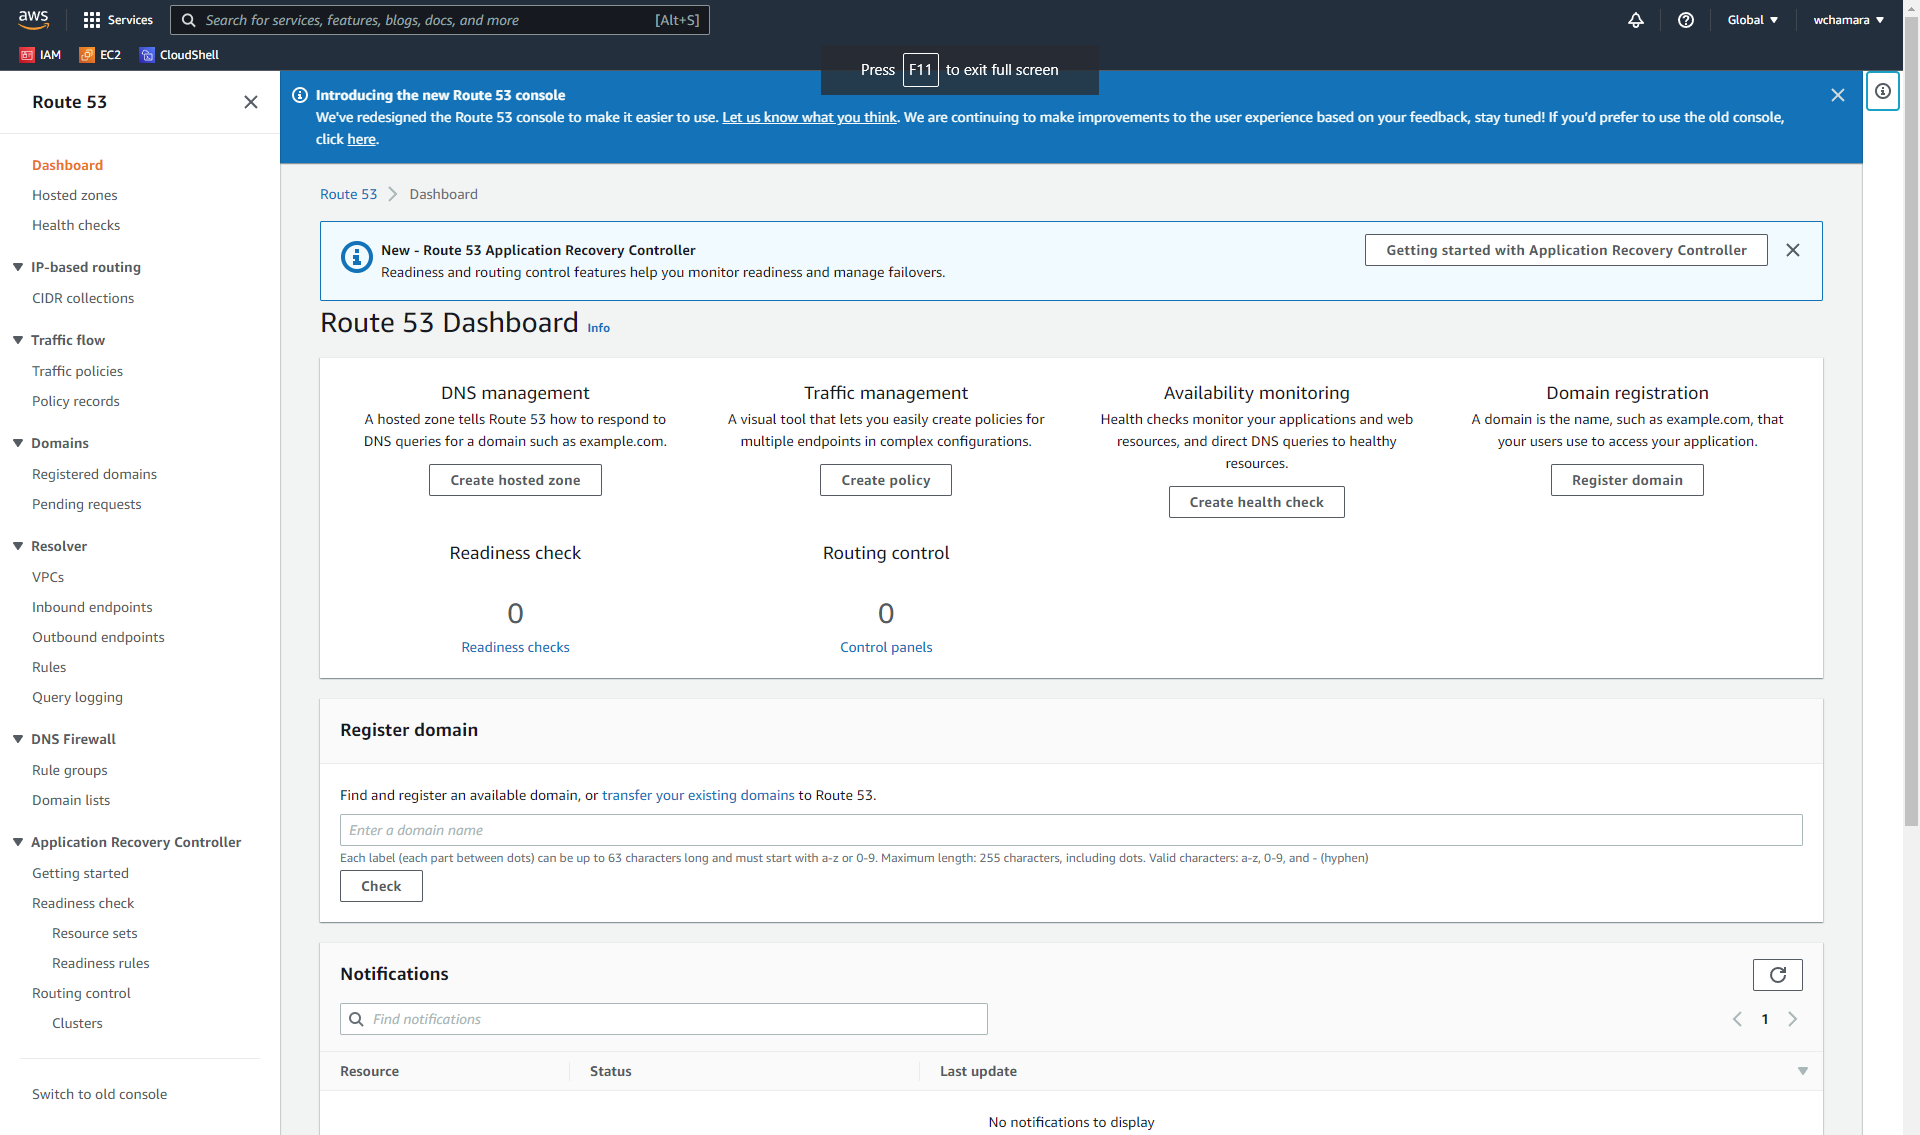 aws
Services
Search for services, features, blogs, docs, and more
[Alt+S]
Global
wchamara
IAM
EC2
CloudShell
Press F11 to exit full screen
Route 53
Dashboard
Hosted zones
Health checks
IP-based routing
CIDR collections
Traffic flow
Traffic policies
Policy records
Domains
Registered domains
Pending requests
Resolver
VPCs
Inbound endpoints
Outbound endpoints
Rules
Query logging
DNS Firewall
Rule groups
Domain lists
Application Recovery Controller
Getting started
Readiness check
Resource sets
Readiness rules
Routing control
Clusters
Switch to old console
Introducing the new Route 53 console
We've redesigned the Route 53 console to make it easier to use. Let us know what you think. We are continuing to make improvements to the user experience based on your feedback, stay tuned! If you'd prefer to use the old console,
click here.
Route 53
Dashboard
New - Route 53 Application Recovery Controller
Readiness and routing control features help you monitor readiness and manage failovers.
Getting started with Application Recovery Controller
Route 53 Dashboard Info
DNS management
A hosted zone tells Route 53 how to respond to
DNS queries for a domain such as example.com.
Create hosted zone
Traffic management
A visual tool that lets you easily create policies for
multiple endpoints in complex configurations.
Create policy
Availability monitoring
Health checks monitor your applications and web
resources, and direct DNS queries to healthy
resources.
Create health check
Domain registration
A domain is the name, such as example.com, that
your users use to access your application.
Register domain
Readiness check
0
Readiness checks
Routing control
0
Control panels
Register domain
Find and register an available domain, or transfer your existing domains to Route 53.
Enter a domain name
Each label (each part between dots) can be up to 63 characters long and must start with a-z or 0-9. Maximum length: 255 characters, including dots. Valid characters: a-z, 0-9, and - (hyphen)
Check
Notifications
Find notifications
1
Resource
Status
Last update
No notifications to display